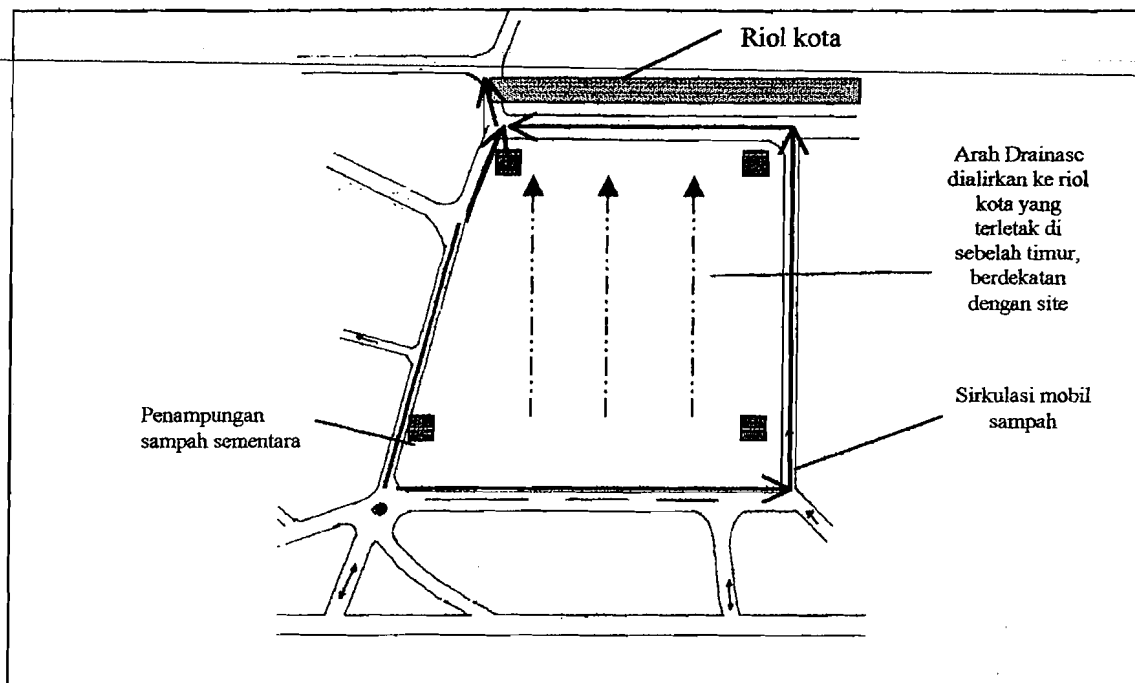 Riol kota
Arah Drainase
dialirkan ke riol
kota yang
terletak di
sebelah timur,
berdekatan
dengan site
Penampungan
sampah sementara
Sirkulasi mobil
sampah